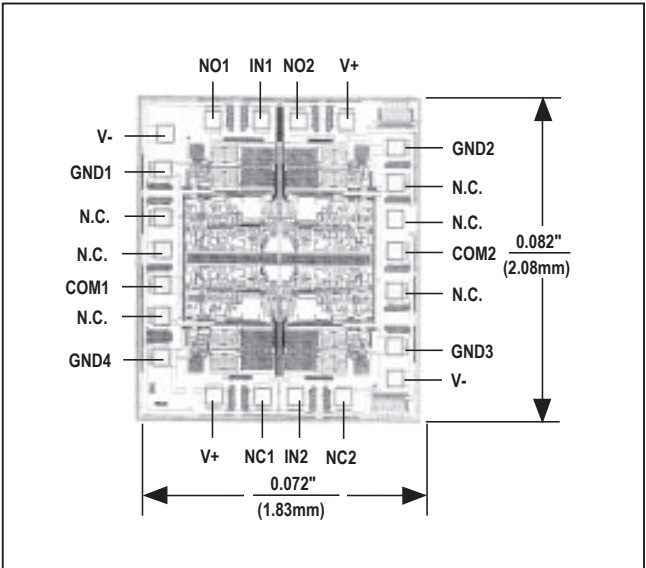 NO1 IN1 NO2 V+
V-
GND1
N.C.
N.C.
COM1
N.C.
GND4
GND2
N.C.
N.C.
COM2
N.C.
GND3
V-
0.082"
(2.08mm)
V+ NC1 IN2 NC2
0.072"
(1.83mm)